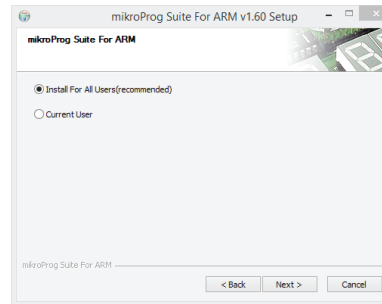 mikroProg Suite For ARM v1.60 Setup
mikroProg Suite For ARM
Install For All Users(recommended)
Current User
mikroProg Suite For ARM
< Back
Next >
Cancel